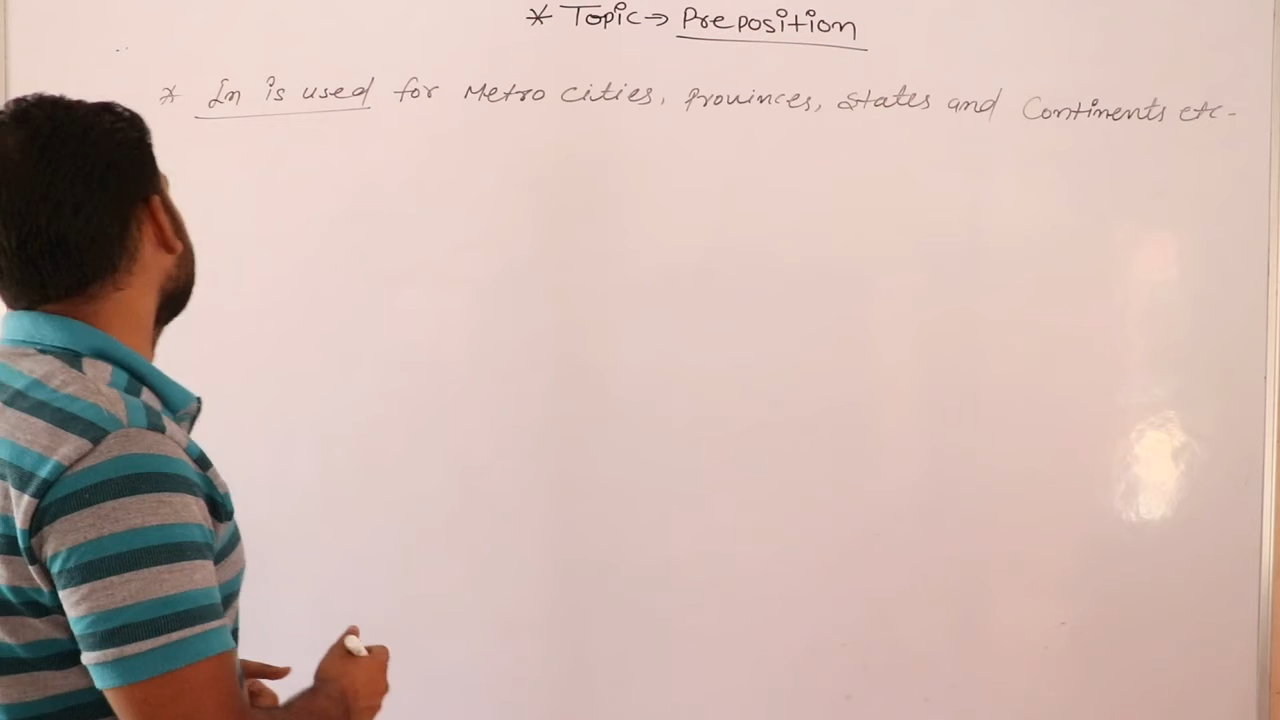 * Topic → Preposition
* In is used for Metro cities, Provinces, States and Continents etc-